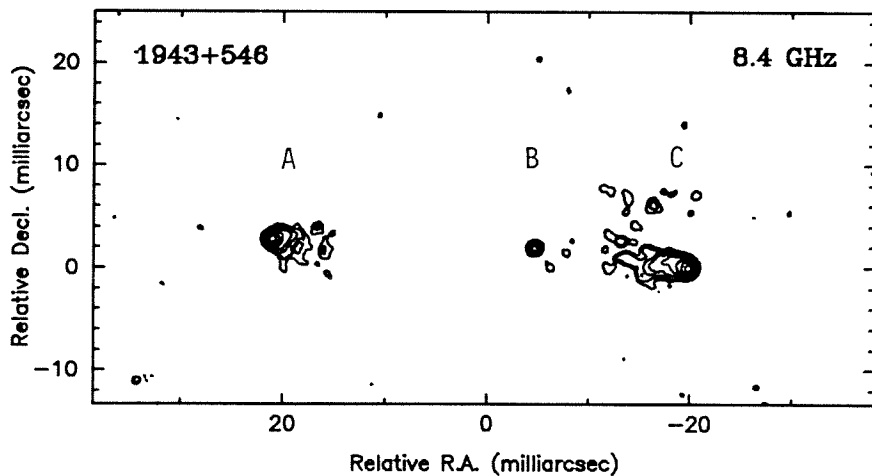 1943+546 8.4 GHz
A B C
Relative Decl. (milliarcsec)
20
10
0
−10
20 0 −20
Relative R.A. (milliarcsec)